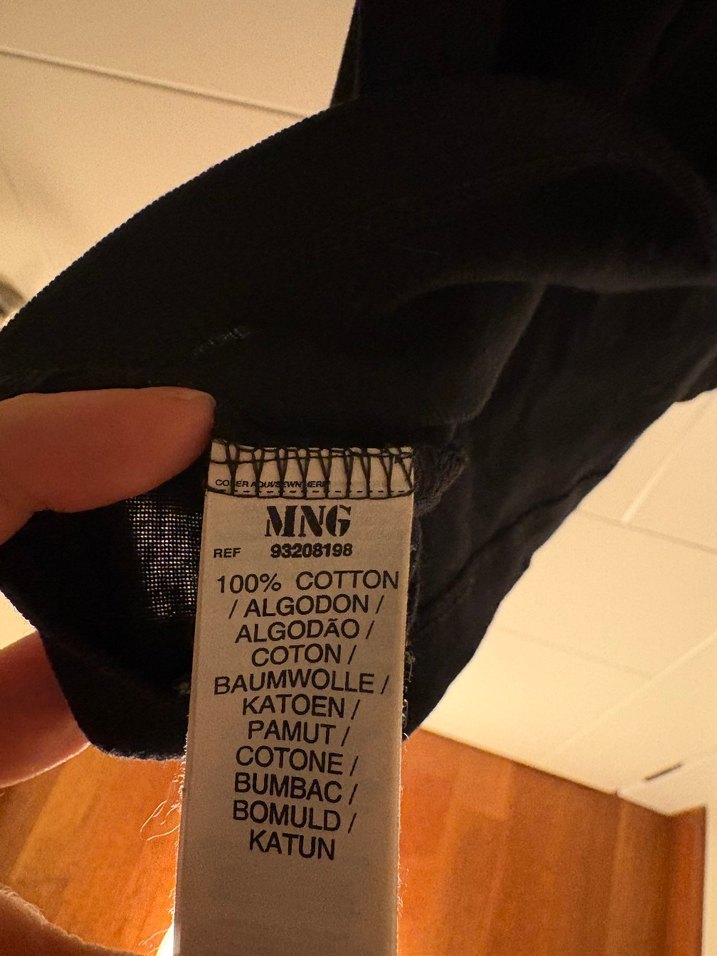 MNG
REF 93208198
100% COTTON
/ ALGODON /
ALGODÃO /
COTON /
BAUMWOLLE /
KATOEN /
PAMUT /
COTONE /
BUMBAC /
BOMULD /
KATUN